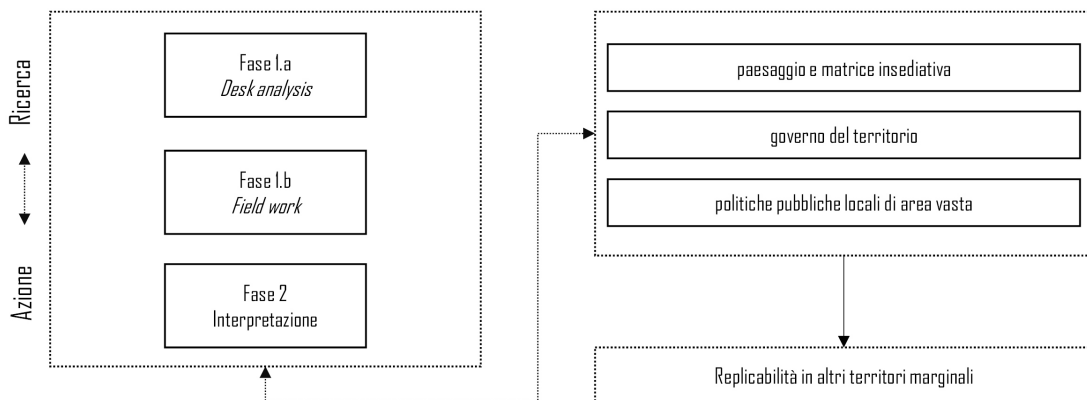 Ricerca
Azione
Fase 1.a
Desk analysis
Fase 1.b
Field work
Fase 2
Interpretazione
paesaggio e matrice insediativa
governo del territorio
politiche pubbliche locali di area vasta
Replicabilità in altri territori marginali